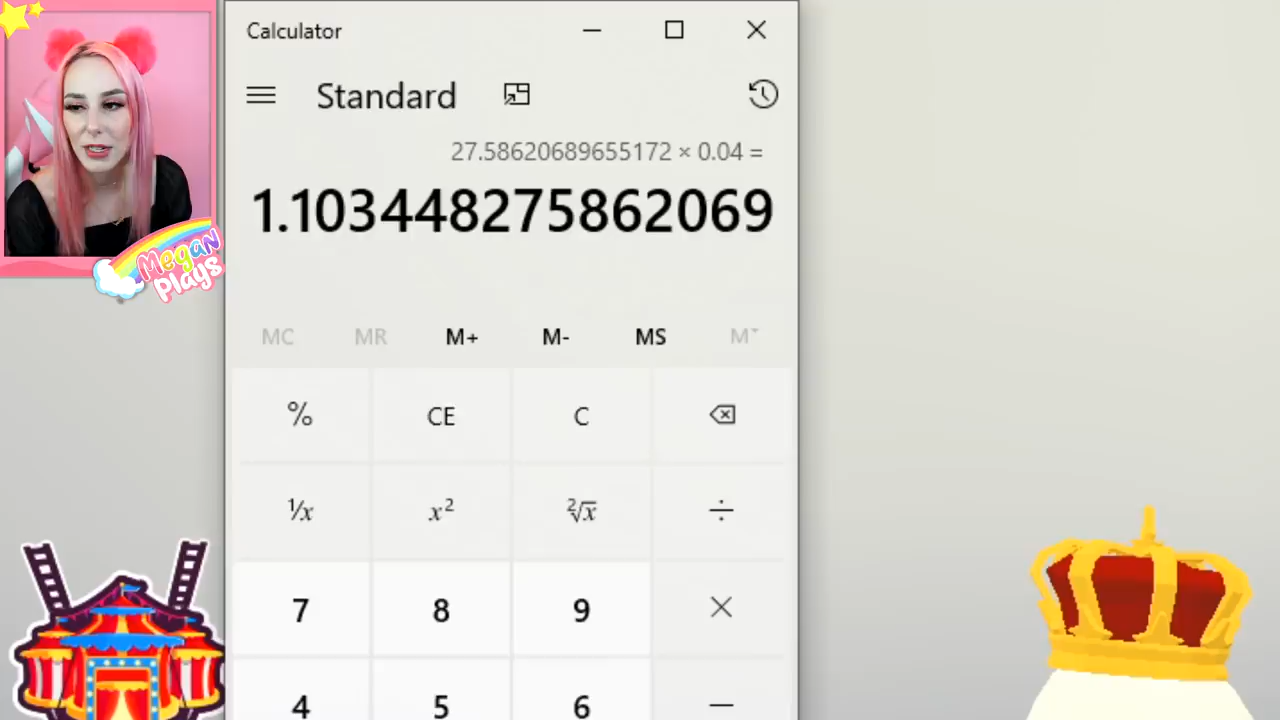 Calculator
Standard
27.58620689655172 × 0.04 =
1.103448275862069
MC MR M+ M- MS M˅
% CE C
⅟x x² ²√x ÷
7 8 9 ×
4 5 6 −
MeGaN
PLays